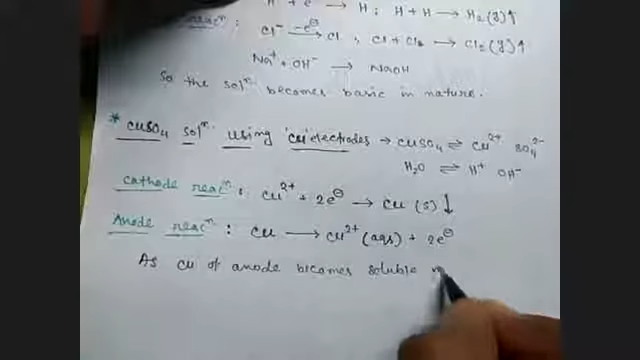 H + e⁻ → H ; H + H → H₂(g)↑
reacⁿ : Cl⁻ –e⊖→ Cl , Cl + Cl → Cl₂(g)↑
Na⁺ + OH⁻ → NaOH
So the solⁿ becomes basic in nature.
* CuSO₄ solⁿ using 'Cu' electrodes → CuSO₄ ⇌ Cu²⁺ SO₄²⁻
H₂O ⇌ H⁺ OH⁻
Cathode reacⁿ : Cu²⁺ + 2e⊖ → Cu(s)↓
Anode reacⁿ : Cu → Cu²⁺(aqs) + 2e⊖
As Cu of anode becomes soluble